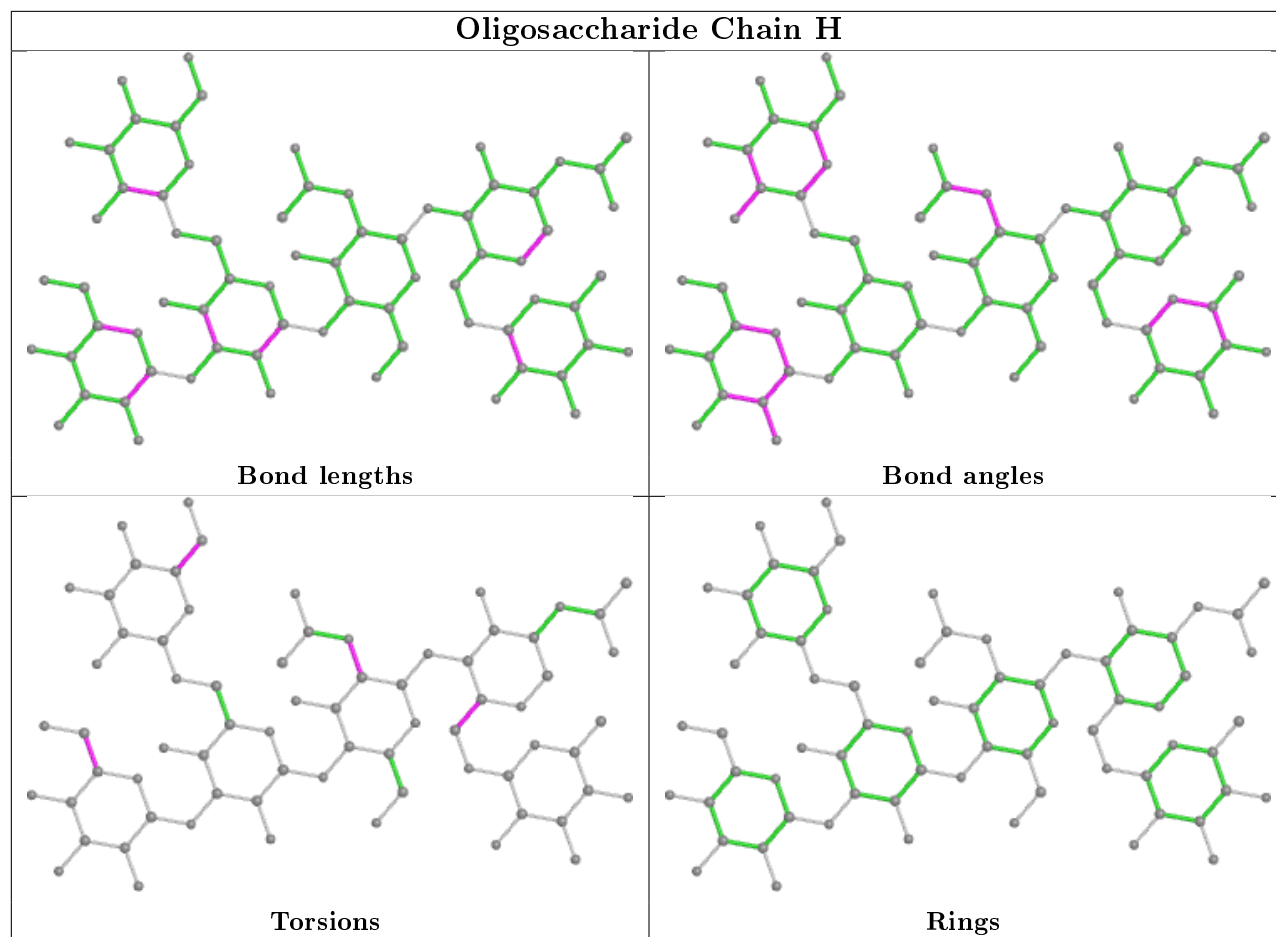 Oligosaccharide Chain H
Bond lengths
Bond angles
Torsions
Rings